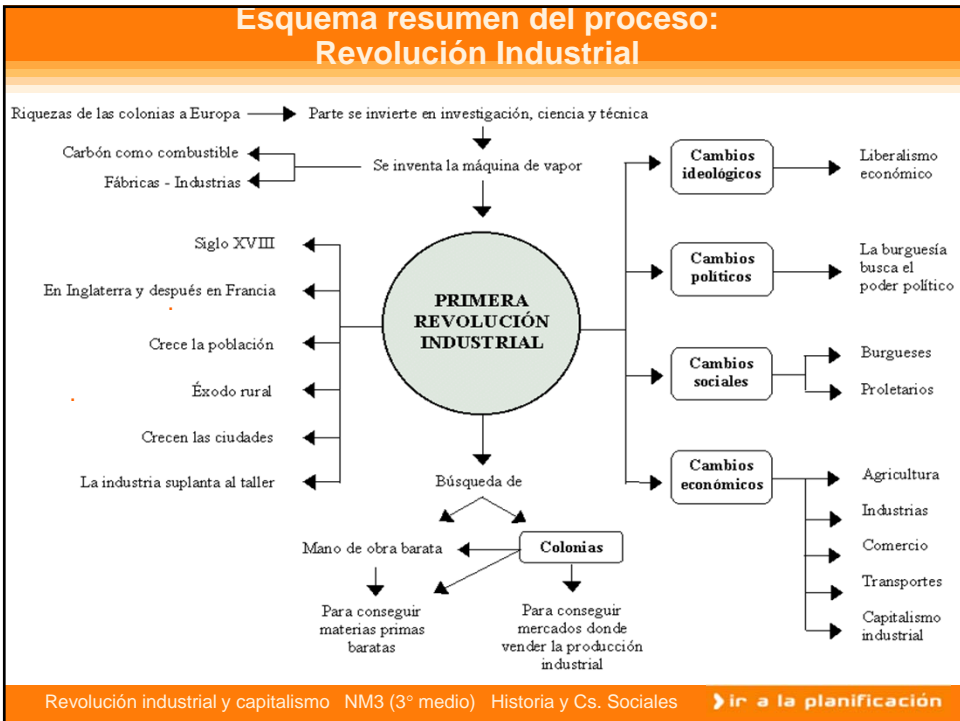 Esquema resumen del proceso:
Revolución Industrial
Riquezas de las colonias a Europa
Parte se invierte en investigación, ciencia y técnica
Carbón como combustible
Fábricas - Industrias
Se inventa la máquina de vapor
Siglo XVIII
En Inglaterra y después en Francia
Crece la población
Éxodo rural
Crecen las ciudades
La industria suplanta al taller
PRIMERA
REVOLUCIÓN
INDUSTRIAL
Búsqueda de
Mano de obra barata
Colonias
Para conseguir
materias primas
baratas
Para conseguir
mercados donde
vender la producción
industrial
Cambios
ideológicos
Liberalismo
económico
Cambios
políticos
La burguesía
busca el
poder político
Cambios
sociales
Burgueses
Proletarios
Cambios
económicos
Agricultura
Industrias
Comercio
Transportes
Capitalismo
industrial
Revolución industrial y capitalismo NM3 (3° medio) Historia y Cs. Sociales
ir a la planificación